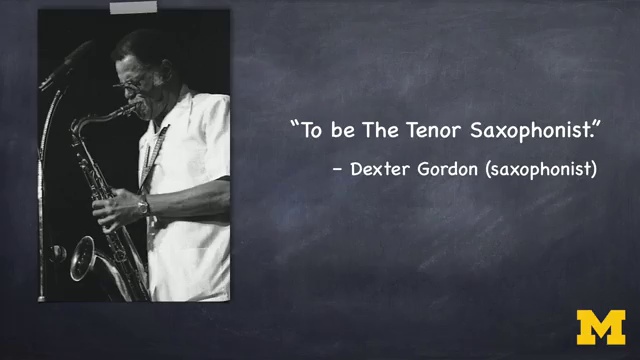 “To be The Tenor Saxophonist.”
– Dexter Gordon (saxophonist)
M